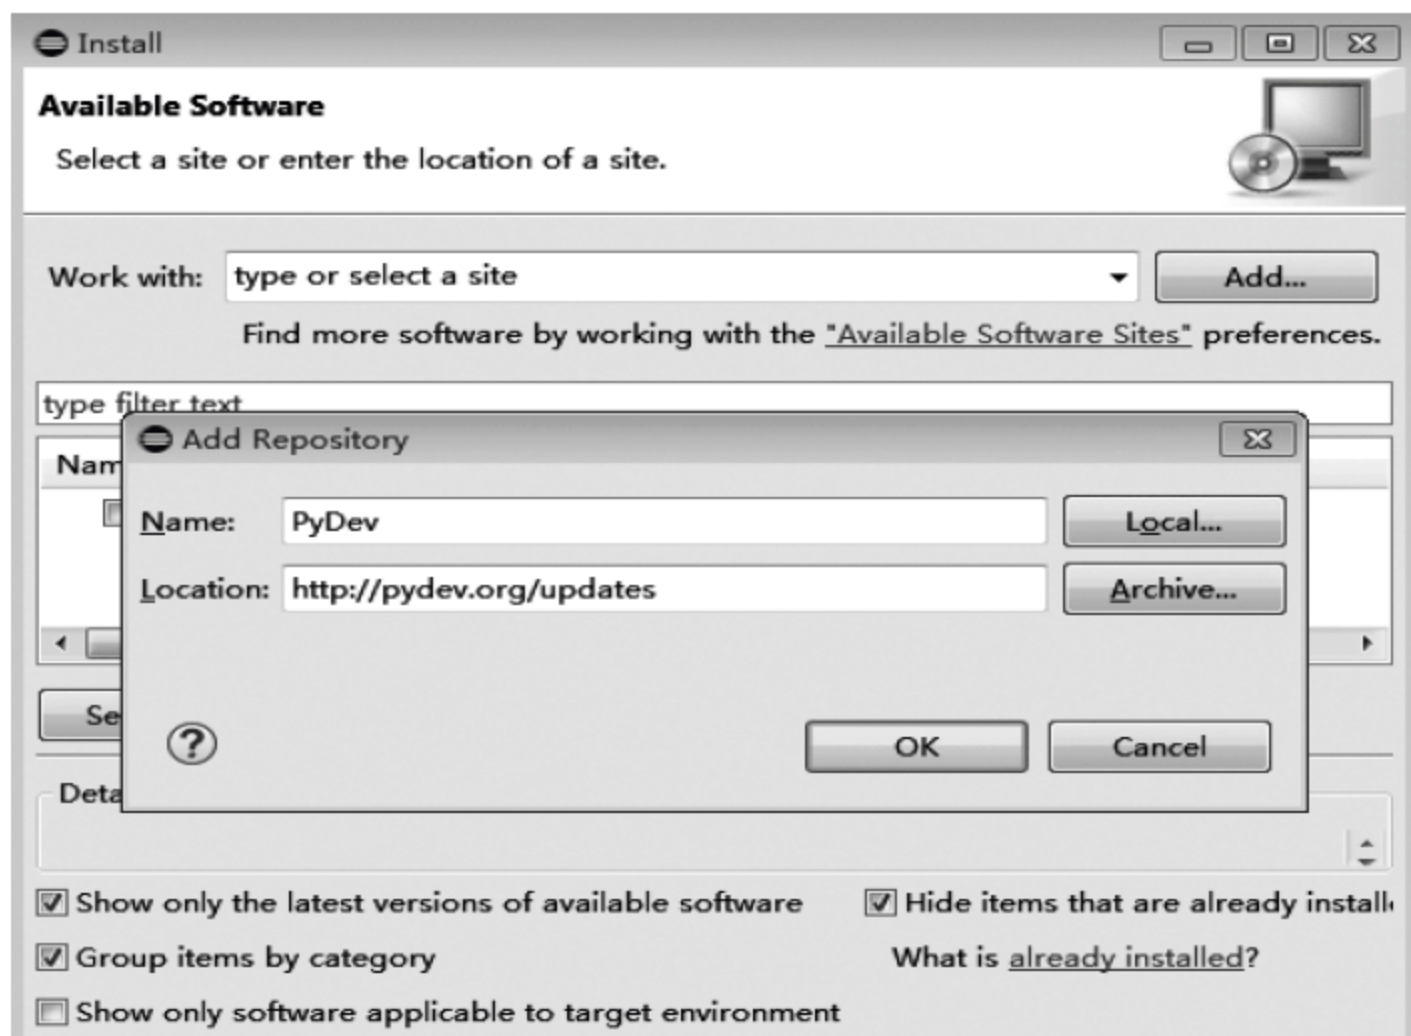 Install
Available Software
Select a site or enter the location of a site.
Work with: type or select a site Add...
Find more software by working with the "Available Software Sites" preferences.
type filter text
Add Repository
Name: PyDev Local...
Location: http://pydev.org/updates Archive...
? OK Cancel
Show only the latest versions of available software
Hide items that are already
Group items by category
What is already installed?
Show only software applicable to target environment